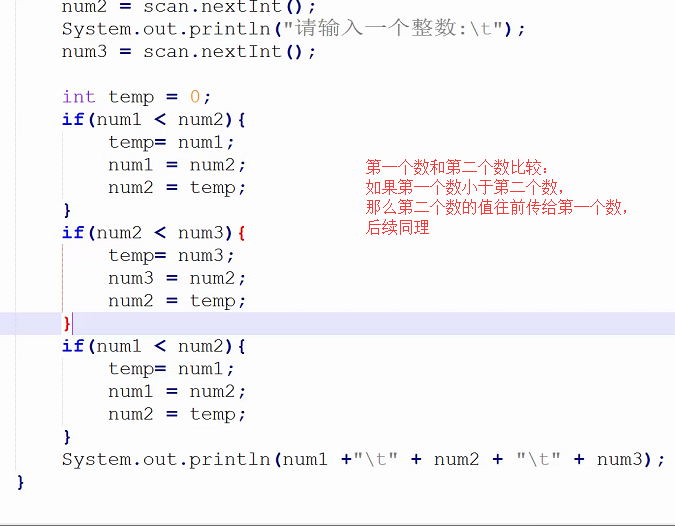 num2 = scan.nextInt();
System.out.println("请输入一个整数:\t");
num3 = scan.nextInt();
int temp = 0;
if(num1 < num2){
temp= num1;
num1 = num2;
num2 = temp;
}
if(num2 < num3){
temp= num3;
num3 = num2;
num2 = temp;
}
if(num1 < num2){
temp= num1;
num1 = num2;
num2 = temp;
}
System.out.println(num1 +"\t" + num2 + "\t" + num3);
}
第一个数和第二个数比较:
如果第一个数小于第二个数,
那么第二个数的值往前传给第一个数,
后续同理